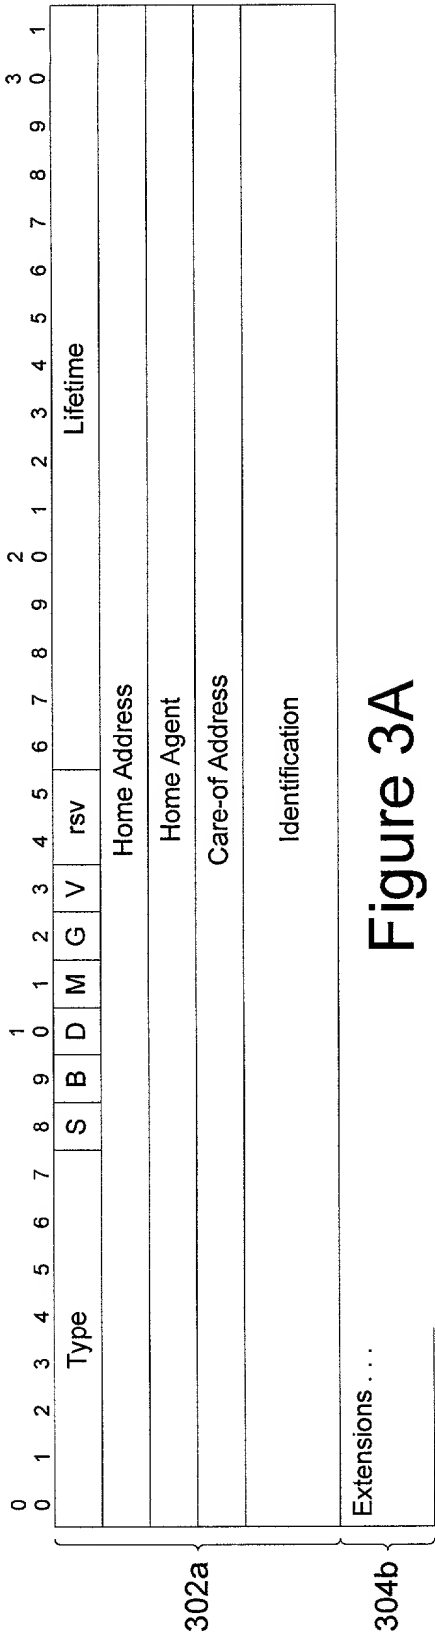 0 1 2 3
0 1 2 3 4 5 6 7 8 9 0 1 2 3 4 5 6 7 8 9 0 1 2 3 4 5 6 7 8 9 0 1
Type S B D M G V rsv Lifetime
Home Address
Home Agent
Care-of Address
Identification
Extensions . . .
302a
304b
Figure 3A